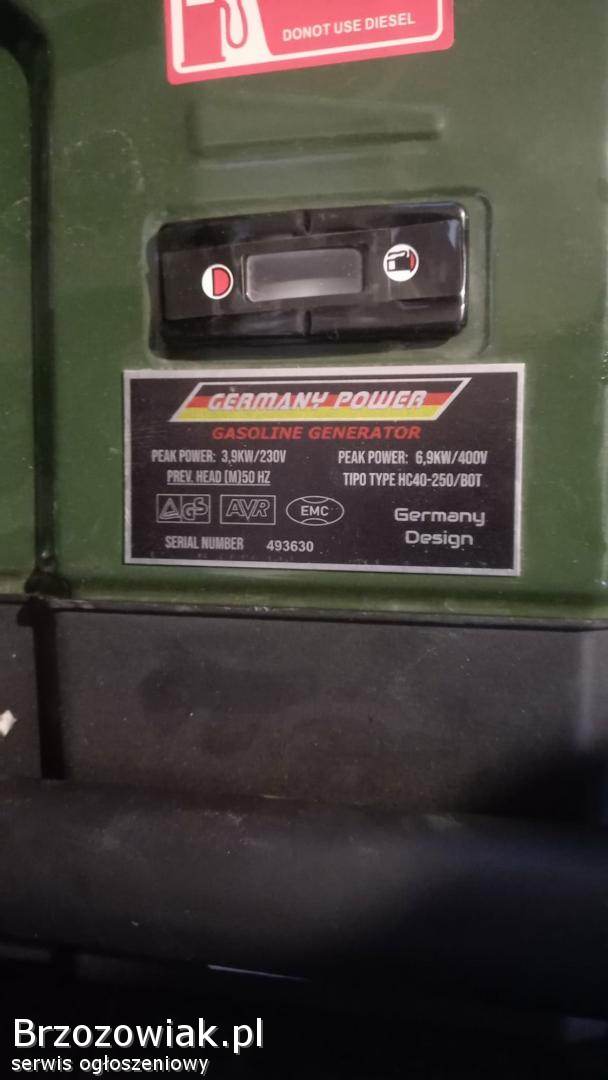 DONOT USE DIESEL
GERMANY POWER
GASOLINE GENERATOR
PEAK POWER: 3,9KW/230V
PEAK POWER: 6,9KW/400V
PREV. HEAD (M)50 HZ
TIPO TYPE HC40-250/BOT
GS AVR EMC
Germany
Design
SERIAL NUMBER 493630
Brzozowiak.pl
serwis ogłoszeniowy